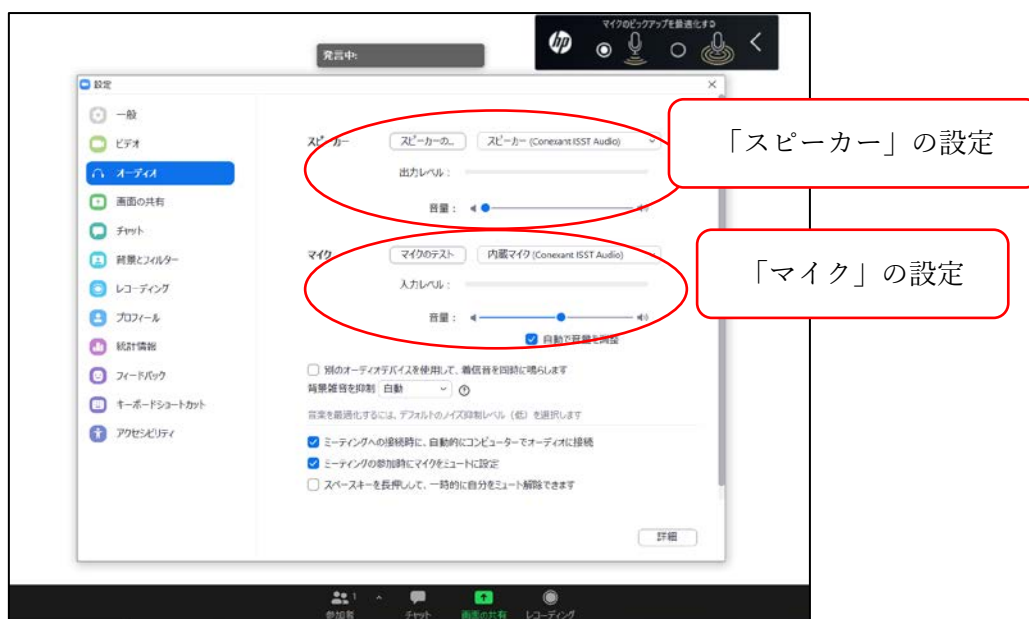 マイクのピックアップを最適化する
hp
発言中:
設定
一般
ビデオ
オーディオ
画面の共有
チャット
背景とフィルター
レコーディング
プロフィール
統計情報
フィードバック
キーボードショートカット
アクセシビリティ
スピーカー スピーカーの... スピーカー (Conexant ISST Audio)
出力レベル：
音量：
マイク マイクのテスト 内蔵マイク (Conexant ISST Audio)
入力レベル：
音量：
自動で音量を調整
別のオーディオデバイスを使用して、着信音を同時に鳴らします
背景雑音を抑制 自動
音楽を最適化するには、デフォルトのノイズ抑制レベル（低）を選択します
ミーティングへの接続時に、自動的にコンピューターでオーディオに接続
ミーティングの参加時にマイクをミュートに設定
スペースキーを長押しして、一時的に自分をミュート解除できます
詳細
「スピーカー」の設定
「マイク」の設定
1
参加者 チャット 画面の共有 レコーディング